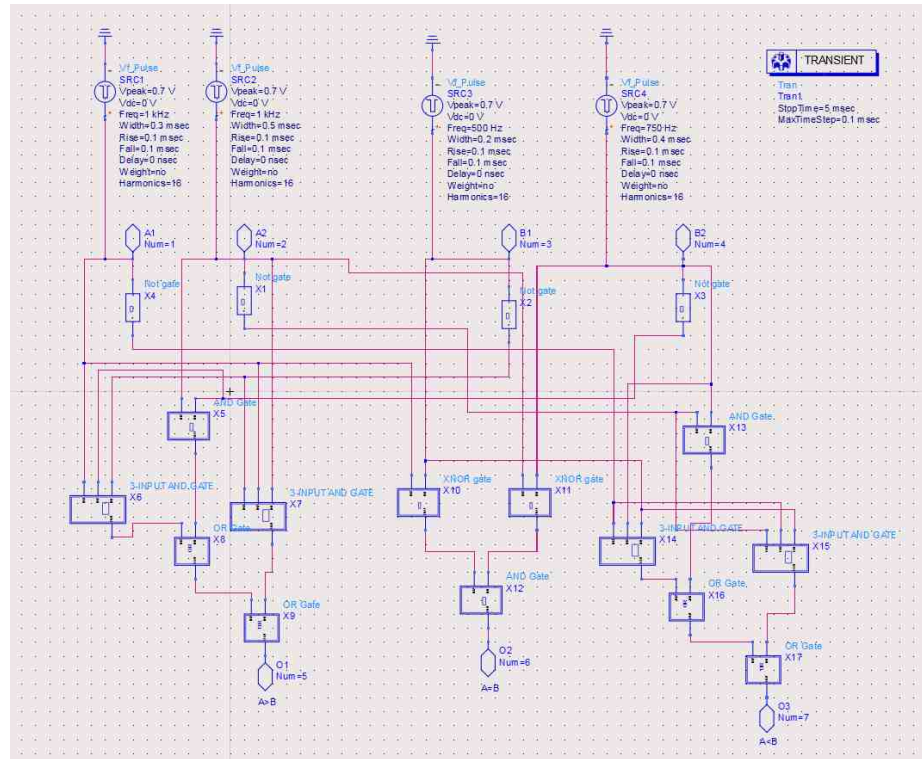 Vf_Pulse
SRC1
Vpeak=0.7 V
Vdc=0 V
Freq=1 kHz
Width=0.3 msec
Rise=0.1 msec
Fall=0.1 msec
Delay=0 nsec
Weight=no
Harmonics=16
Vf_Pulse
SRC2
Vpeak=0.7 V
Vdc=0 V
Freq=1 kHz
Width=0.5 msec
Rise=0.1 msec
Fall=0.1 msec
Delay=0 nsec
Weight=no
Harmonics=16
Vf_Pulse
SRC3
Vpeak=0.7 V
Vdc=0 V
Freq=500 Hz
Width=0.2 msec
Rise=0.1 msec
Fall=0.1 msec
Delay=0 nsec
Weight=no
Harmonics=16
Vf_Pulse
SRC4
Vpeak=0.7 V
Vdc=0 V
Freq=750 Hz
Width=0.4 msec
Rise=0.1 msec
Fall=0.1 msec
Delay=0 nsec
Weight=no
Harmonics=16
TRANSIENT
Tran
Tran1
StopTime=5 msec
MaxTimeStep=0.1 msec
A1
Num=1
A2
Num=2
B1
Num=3
B2
Num=4
Not gate
X4
Not gate
X1
Not gate
X2
Not gate
X3
AND Gate
X5
AND Gate
X13
3-INPUT AND GATE
X6
3-INPUT AND GATE
X7
XNOR gate
X10
XNOR gate
X11
OR Gate
X8
3-INPUT AND GATE
X14
3-INPUT AND GATE
X15
AND Gate
X12
OR Gate
X16
OR Gate
X9
OR Gate
X17
O1
Num=5
A>B
O2
Num=6
A=B
O3
Num=7
A<B